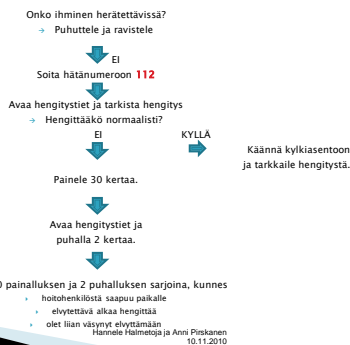 Onko ihminen herätettävissä?
→ Puhuttele ja ravistele
EI
Soita hätänumeroon 112
Avaa hengitystiet ja tarkista hengitys
→ Hengittääkö normaalisti?
EI
KYLLÄ
Käännä kylkiasentoon
ja tarkkaile hengitystä.
Painele 30 kertaa.
Avaa hengitystiet ja
puhalla 2 kertaa.
0 painalluksen ja 2 puhalluksen sarjoina, kunnes
hoitohenkilöstä saapuu paikalle
elvytettävä alkaa hengittää
olet liian väsynyt elvyttämään
Hannele Halmetoja ja Anni Pirskanen
10.11.2010